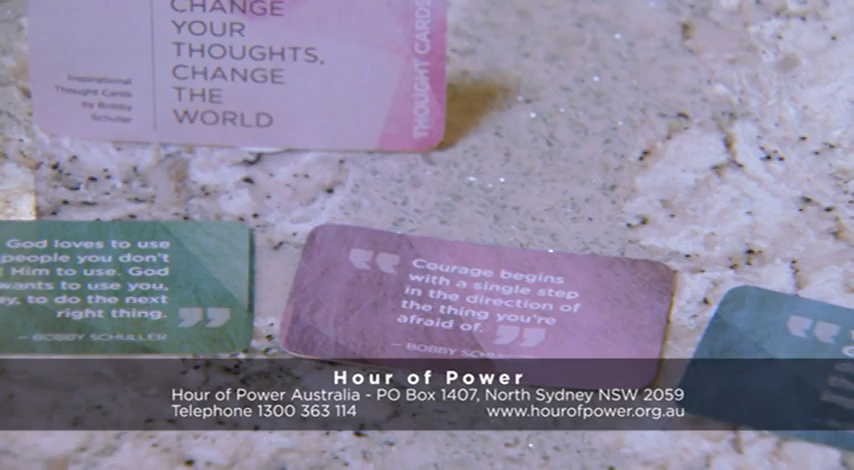 CHANGE
YOUR
THOUGHTS,
CHANGE
THE
WORLD
Inspirational
Thought Cards
by Bobby
Schuller
THOUGHT CARDS
God loves to use
people you don't
Him to use. God
wants to use you,
to do the next
right thing. ”
— BOBBY SCHULLER
“ Courage begins
with a single step
in the direction of
the thing you're
afraid of. ”
— BOBBY
“
Hour of Power
Hour of Power Australia - PO Box 1407, North Sydney NSW 2059
Telephone 1300 363 114 www.hourofpower.org.au